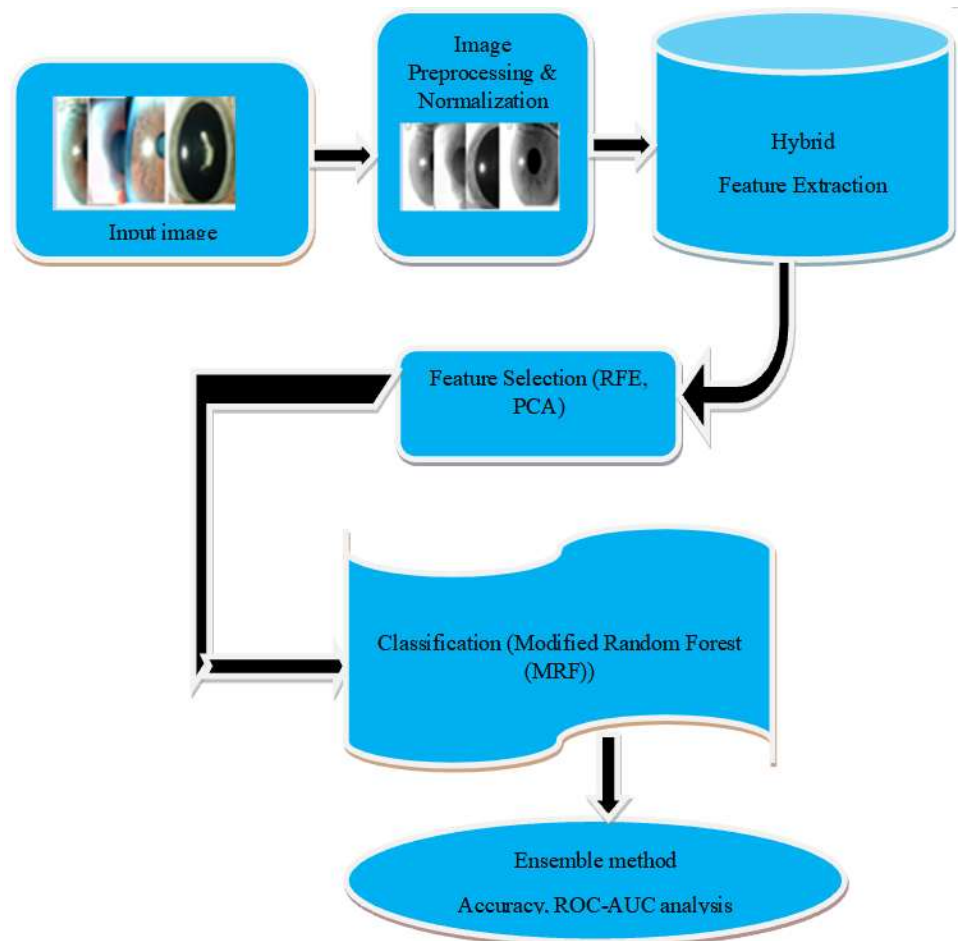 Input image
Image
Preprocessing &
Normalization
Hybrid
Feature Extraction
Feature Selection (RFE,
PCA)
Classification (Modified Random Forest
(MRF))
Ensemble method
Accuracy, ROC-AUC analysis